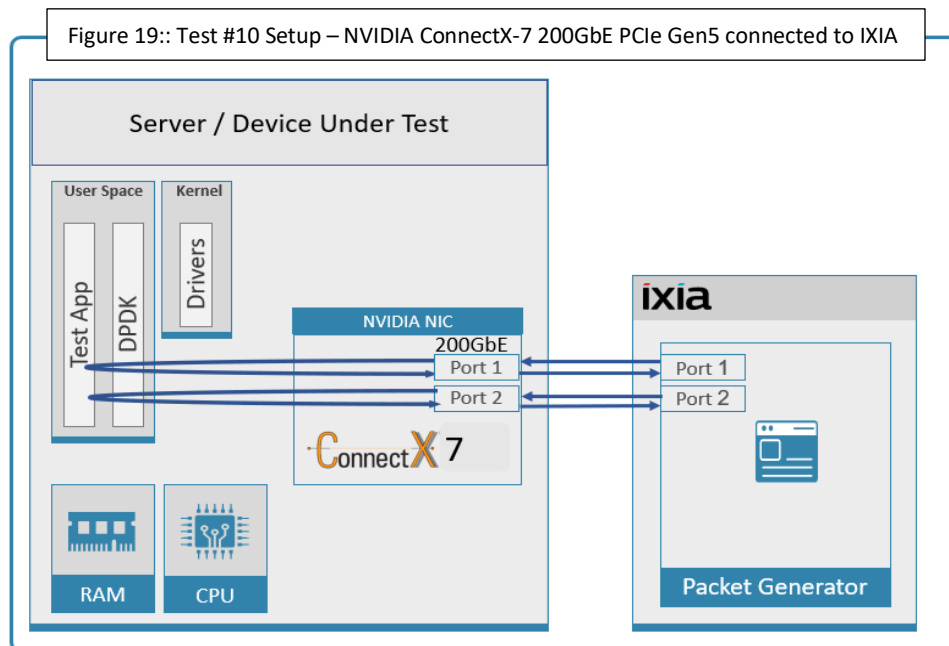 Figure 19:: Test #10 Setup – NVIDIA ConnectX-7 200GbE PCIe Gen5 connected to IXIA
Server / Device Under Test
User Space
Kernel
Test App
DPDK
Drivers
NVIDIA NIC
200GbE
Port 1
Port 2
ConnectX 7
RAM
CPU
ixia
Port 1
Port 2
Packet Generator